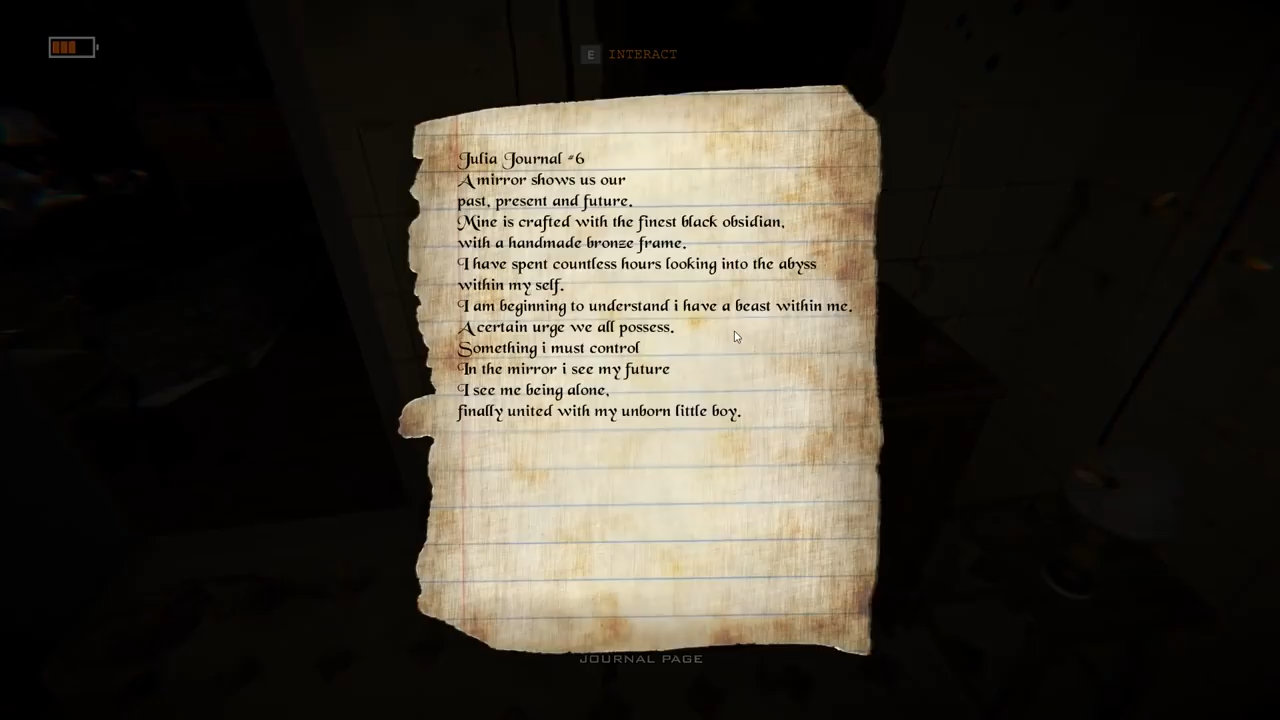 E INTERACT
Julia Journal #6
A mirror shows us our
past, present and future.
Mine is crafted with the finest black obsidian,
with a handmade bronze frame.
I have spent countless hours looking into the abyss
within my self.
I am beginning to understand i have a beast within me.
A certain urge we all possess.
Something i must control
In the mirror i see my future
I see me being alone,
finally united with my unborn little boy.
JOURNAL PAGE